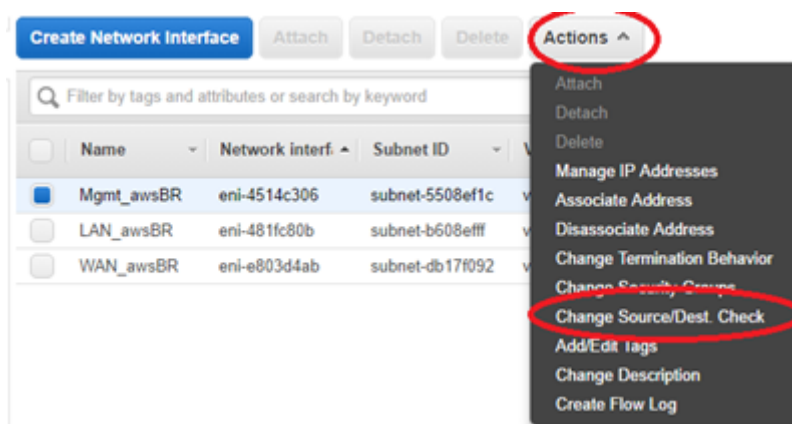 Create Network Interface Attach Detach Delete Actions
Filter by tags and attributes or search by keyword
Name Network interf Subnet ID
Mgmt_awsBR eni-4514c306 subnet-5508ef1c
LAN_awsBR eni-481fc80b subnet-b608efff
WAN_awsBR eni-e803d4ab subnet-db17f092
Attach
Detach
Delete
Manage IP Addresses
Associate Address
Disassociate Address
Change Termination Behavior
Change Security Groups
Change Source/Dest. Check
Add/Edit Tags
Change Description
Create Flow Log